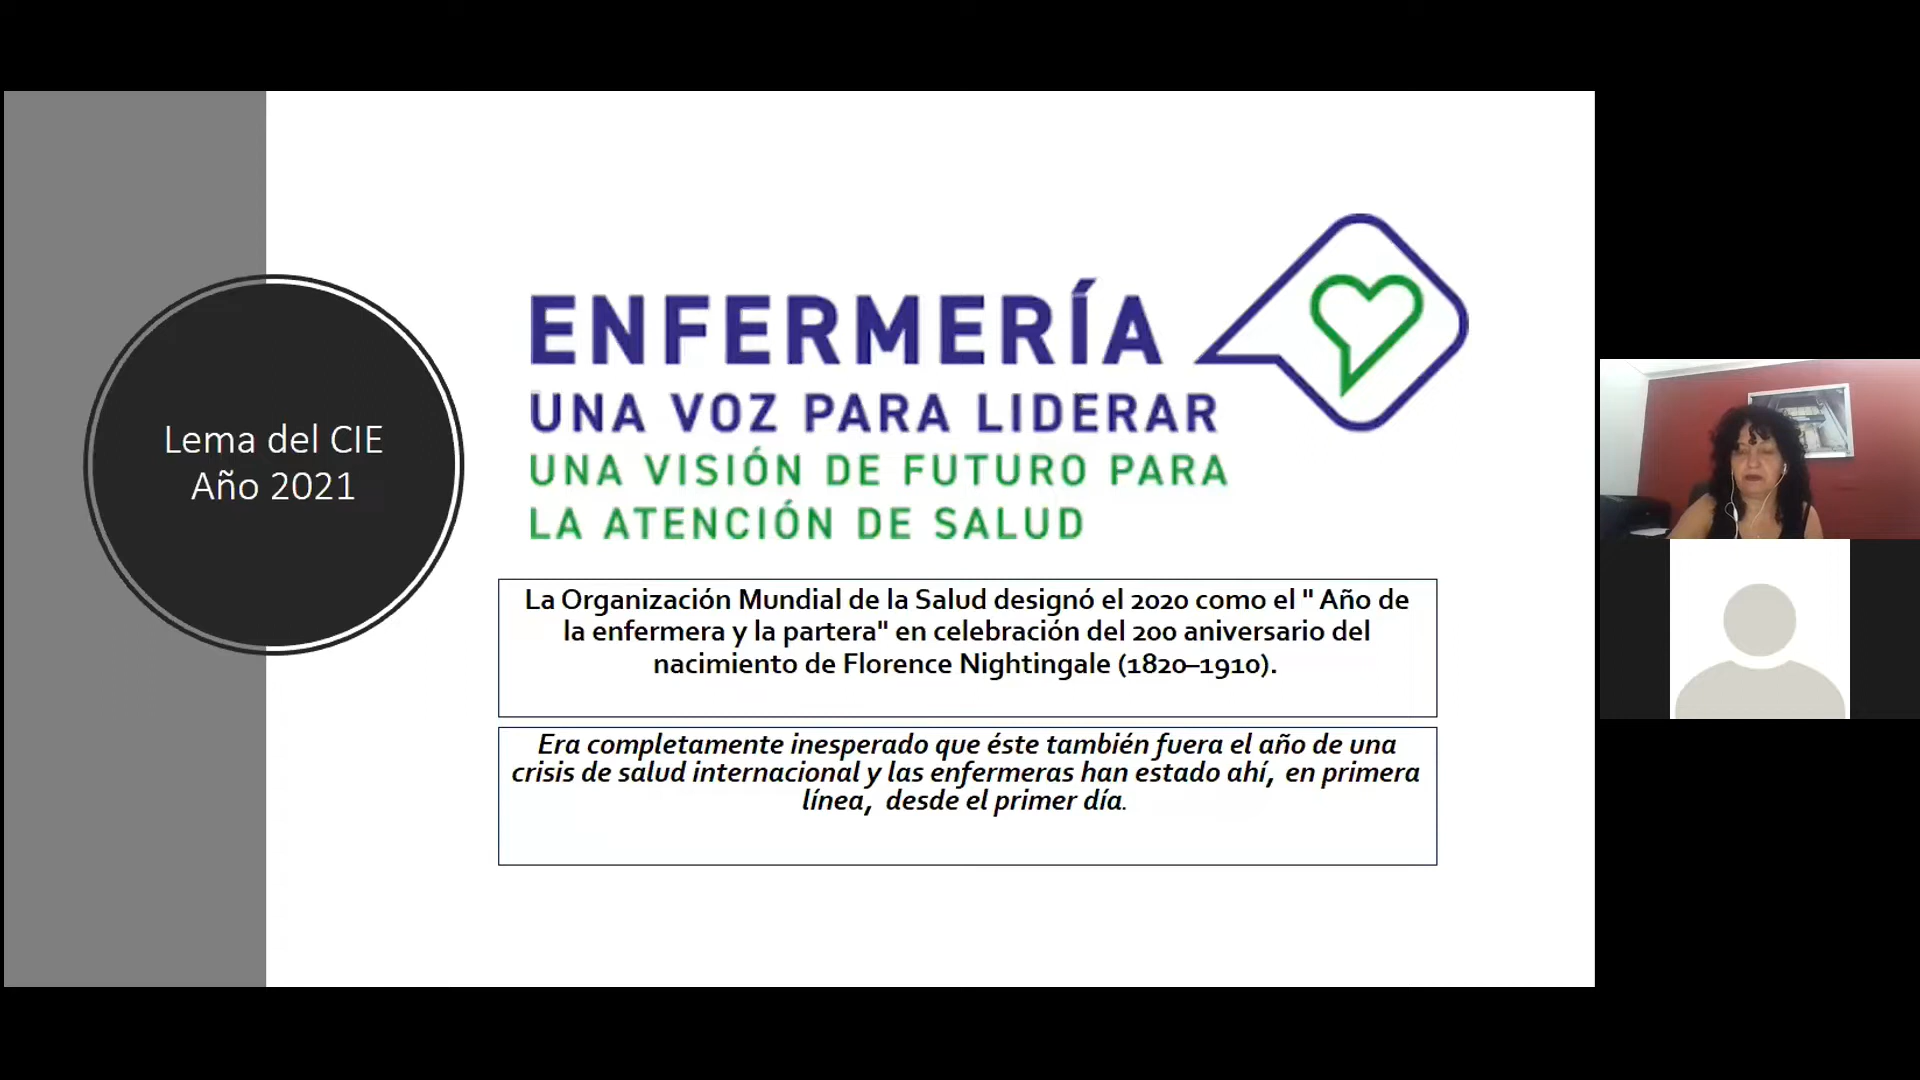 Lema del CIE
Año 2021
ENFERMERÍA
UNA VOZ PARA LIDERAR
UNA VISIÓN DE FUTURO PARA
LA ATENCIÓN DE SALUD
La Organización Mundial de la Salud designó el 2020 como el " Año de
la enfermera y la partera" en celebración del 200 aniversario del
nacimiento de Florence Nightingale (1820–1910).
Era completamente inesperado que éste también fuera el año de una
crisis de salud internacional y las enfermeras han estado ahí, en primera
línea, desde el primer día.